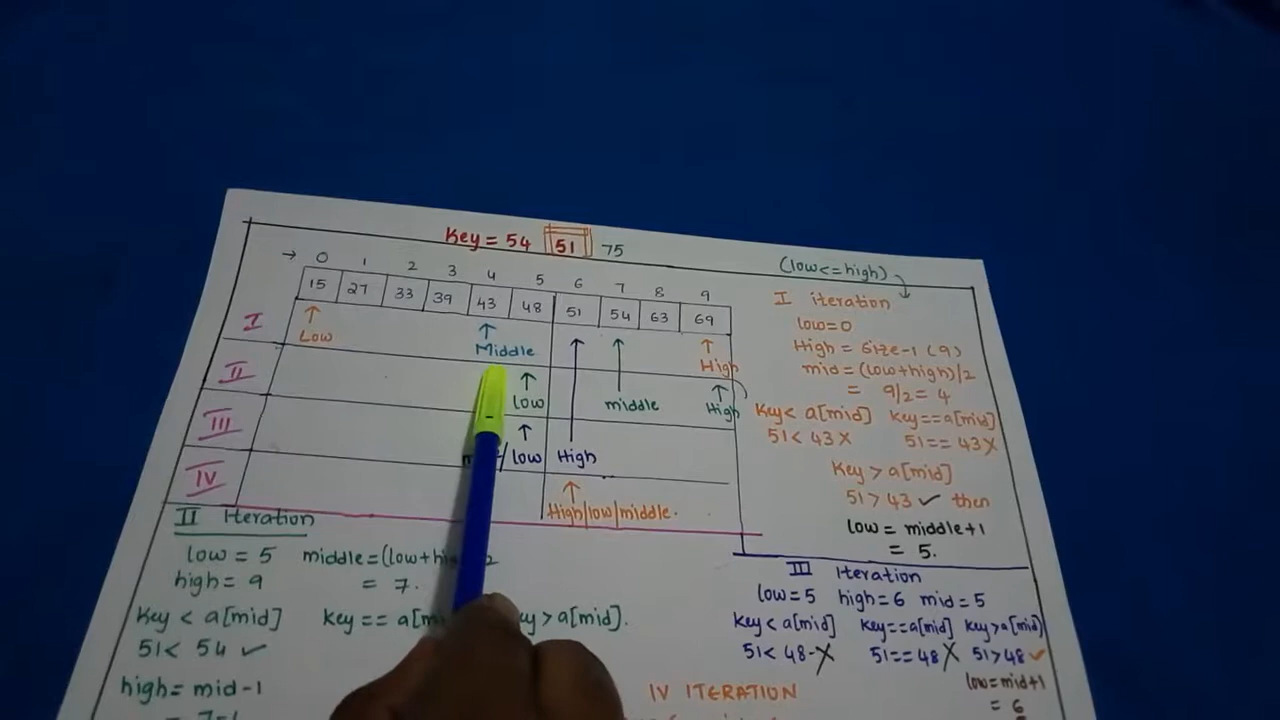 Key = 54 51 75
(low<=high)
→ 0 1 2 3 4 5 6 7 8 9
15 27 33 39 43 48 51 54 63 69
I
Low Middle High
II
low middle High
III
low High
IV
High/low/middle.
I iteration
low=0
High = Size-1 (9)
mid = (low+high)/2
= 9/2 = 4
Key< a[mid] Key==a[mid]
51< 43 X 51== 43 X
Key > a[mid]
51 > 43 ✓ then
low = middle+1
= 5.
II Iteration
low = 5 middle=(low+hi 2
high = 9 = 7.
Key < a[mid] Key == a[m y > a[mid].
51 < 54 ✓
high = mid -1
= 7-1
III Iteration
low=5 high=6 mid=5
Key<a[mid] Key==a[mid] Key>a[mid]
51< 48-X 51==48 X 51>48 ✓
low=mid+1
= 6
IV ITERATION